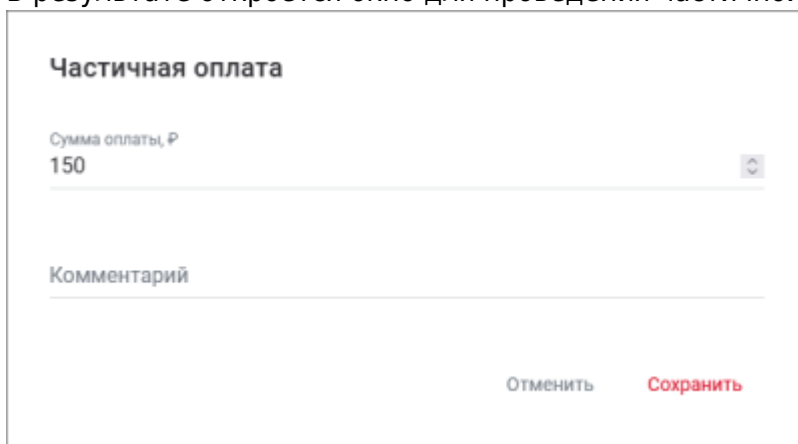 Частичная оплата
Сумма оплаты, ₽
150
Комментарий
Отменить Сохранить